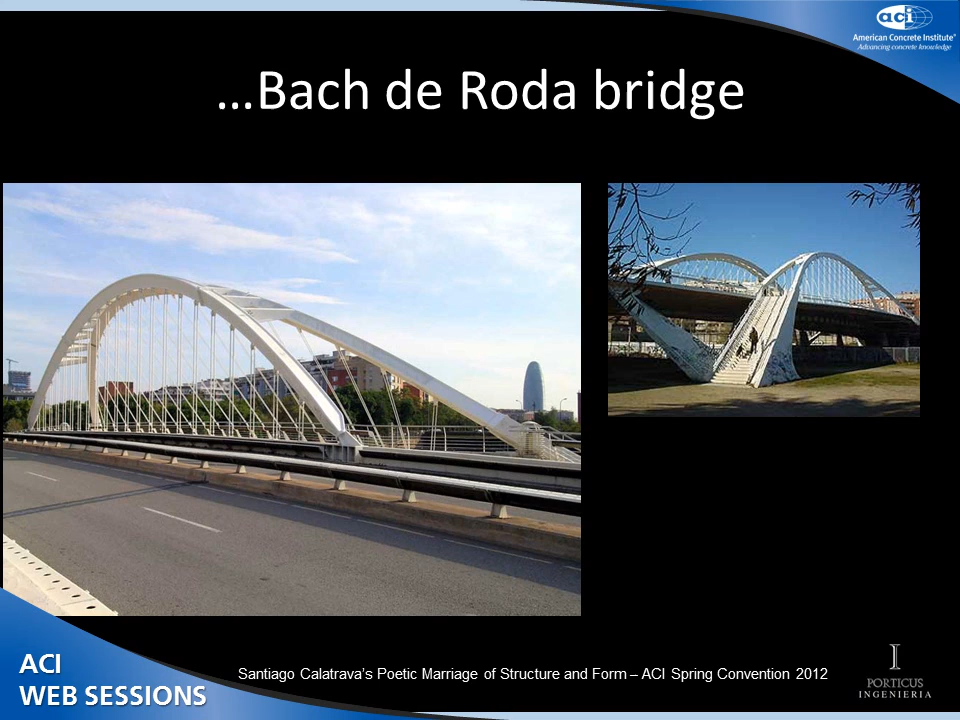 aci
American Concrete Institute®
Advancing concrete knowledge
…Bach de Roda bridge
ACI
WEB SESSIONS
Santiago Calatrava’s Poetic Marriage of Structure and Form – ACI Spring Convention 2012
PORTICUS
INGENIERIA